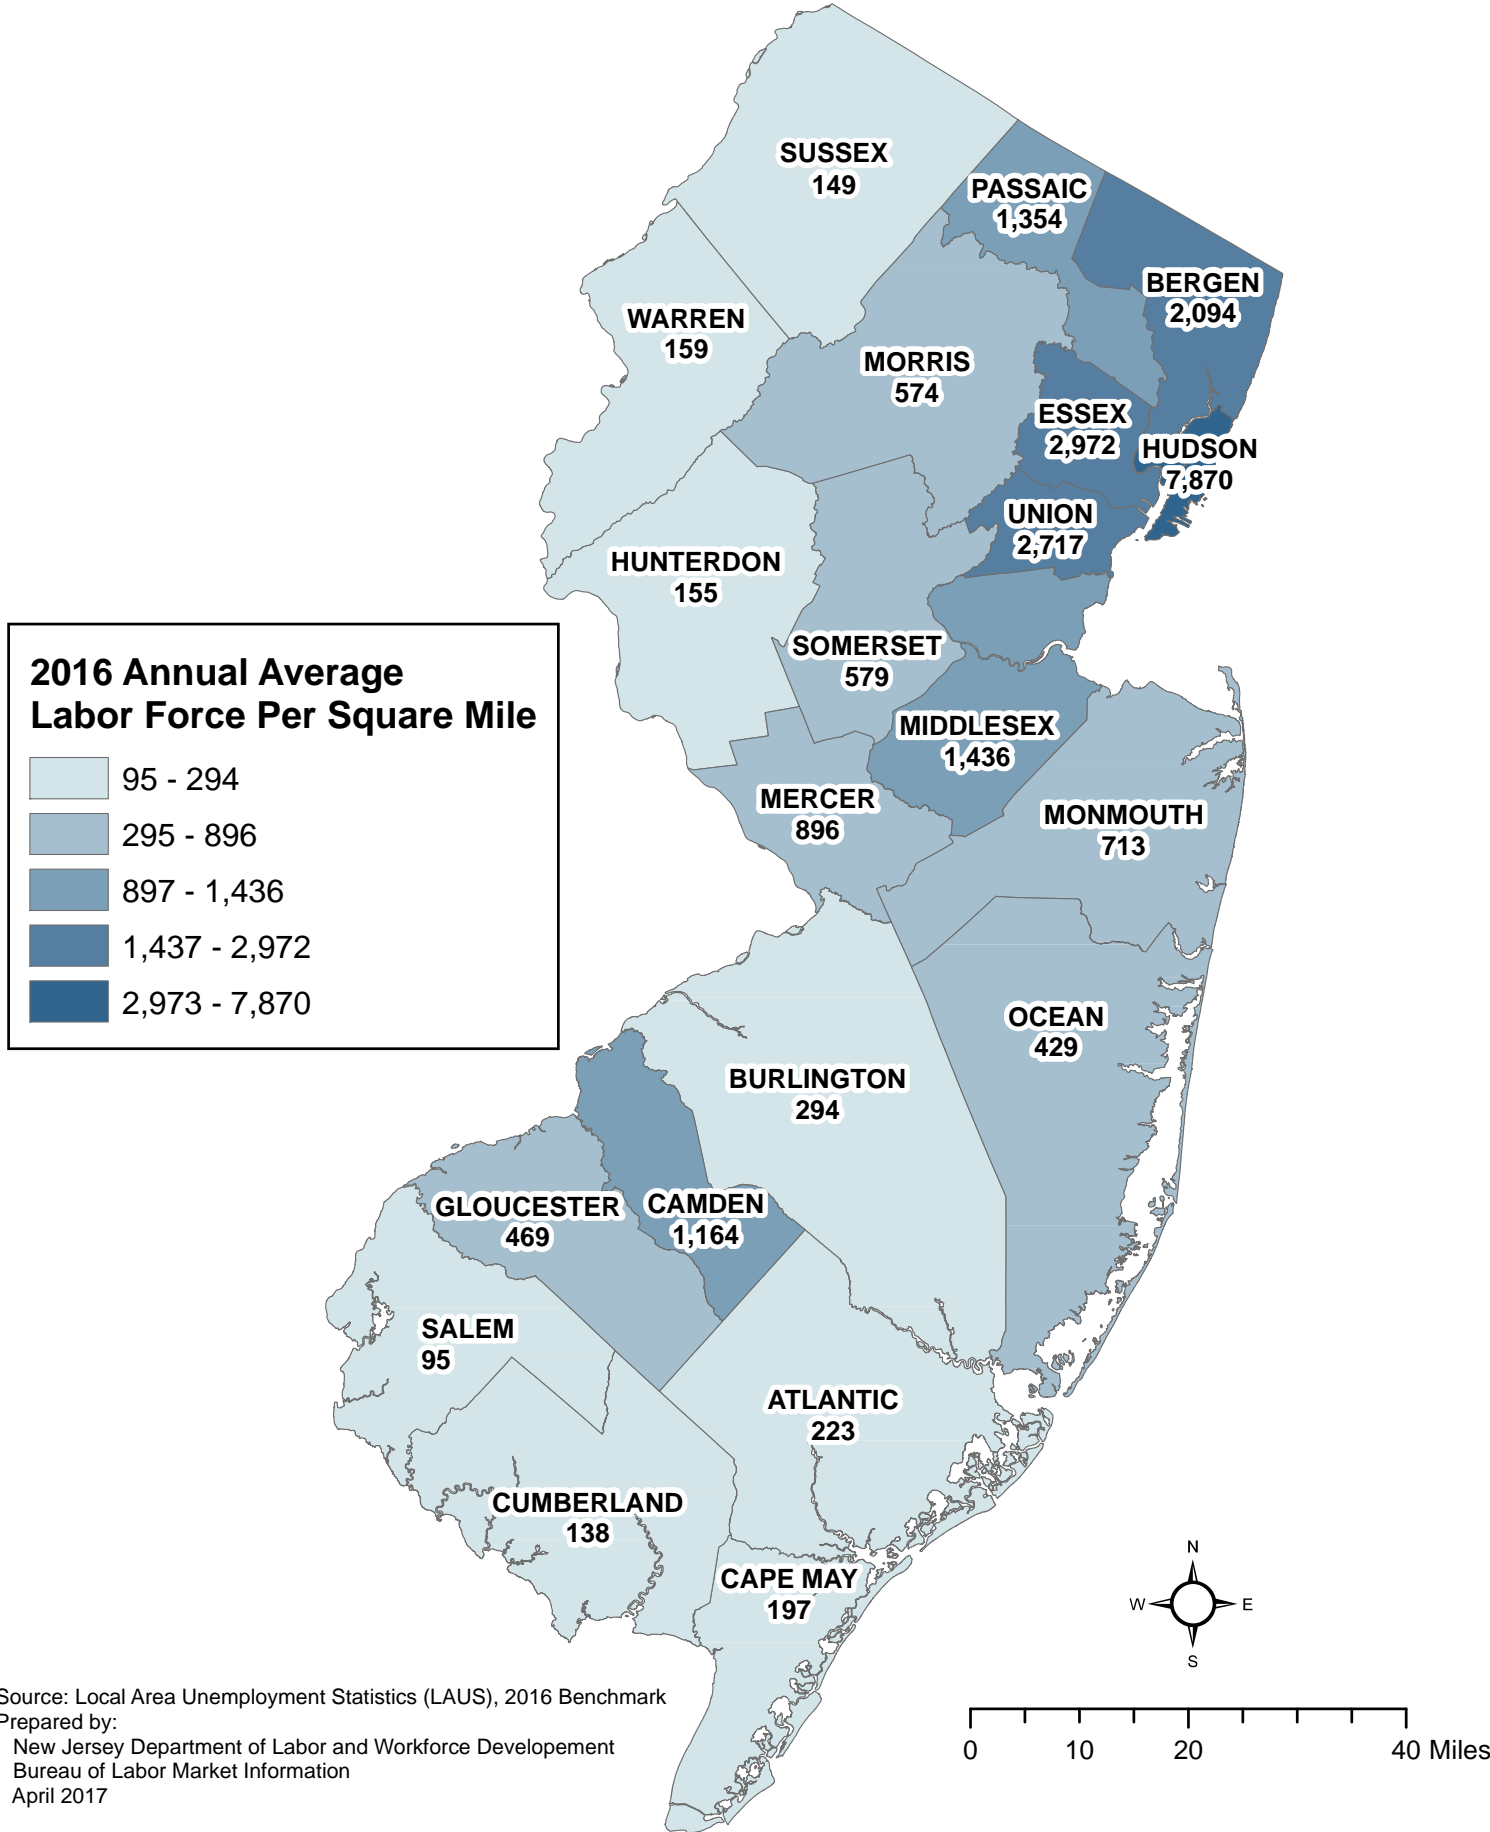 SUSSEX
149
PASSAIC
1,354
BERGEN
2,094
WARREN
159
MORRIS
574
ESSEX
2,972
HUDSON
7,870
UNION
2,717
HUNTERDON
155
SOMERSET
579
2016 Annual Average
Labor Force Per Square Mile
95 - 294
295 - 896
897 - 1,436
1,437 - 2,972
2,973 - 7,870
MIDDLESEX
1,436
MERCER
896
MONMOUTH
713
OCEAN
429
BURLINGTON
294
GLOUCESTER
469
CAMDEN
1,164
SALEM
95
ATLANTIC
223
CUMBERLAND
138
CAPE MAY
197
N
W
E
S
Source: Local Area Unemployment Statistics (LAUS), 2016 Benchmark
Prepared by:
New Jersey Department of Labor and Workforce Developement
Bureau of Labor Market Information
April 2017
0 10 20 40 Miles